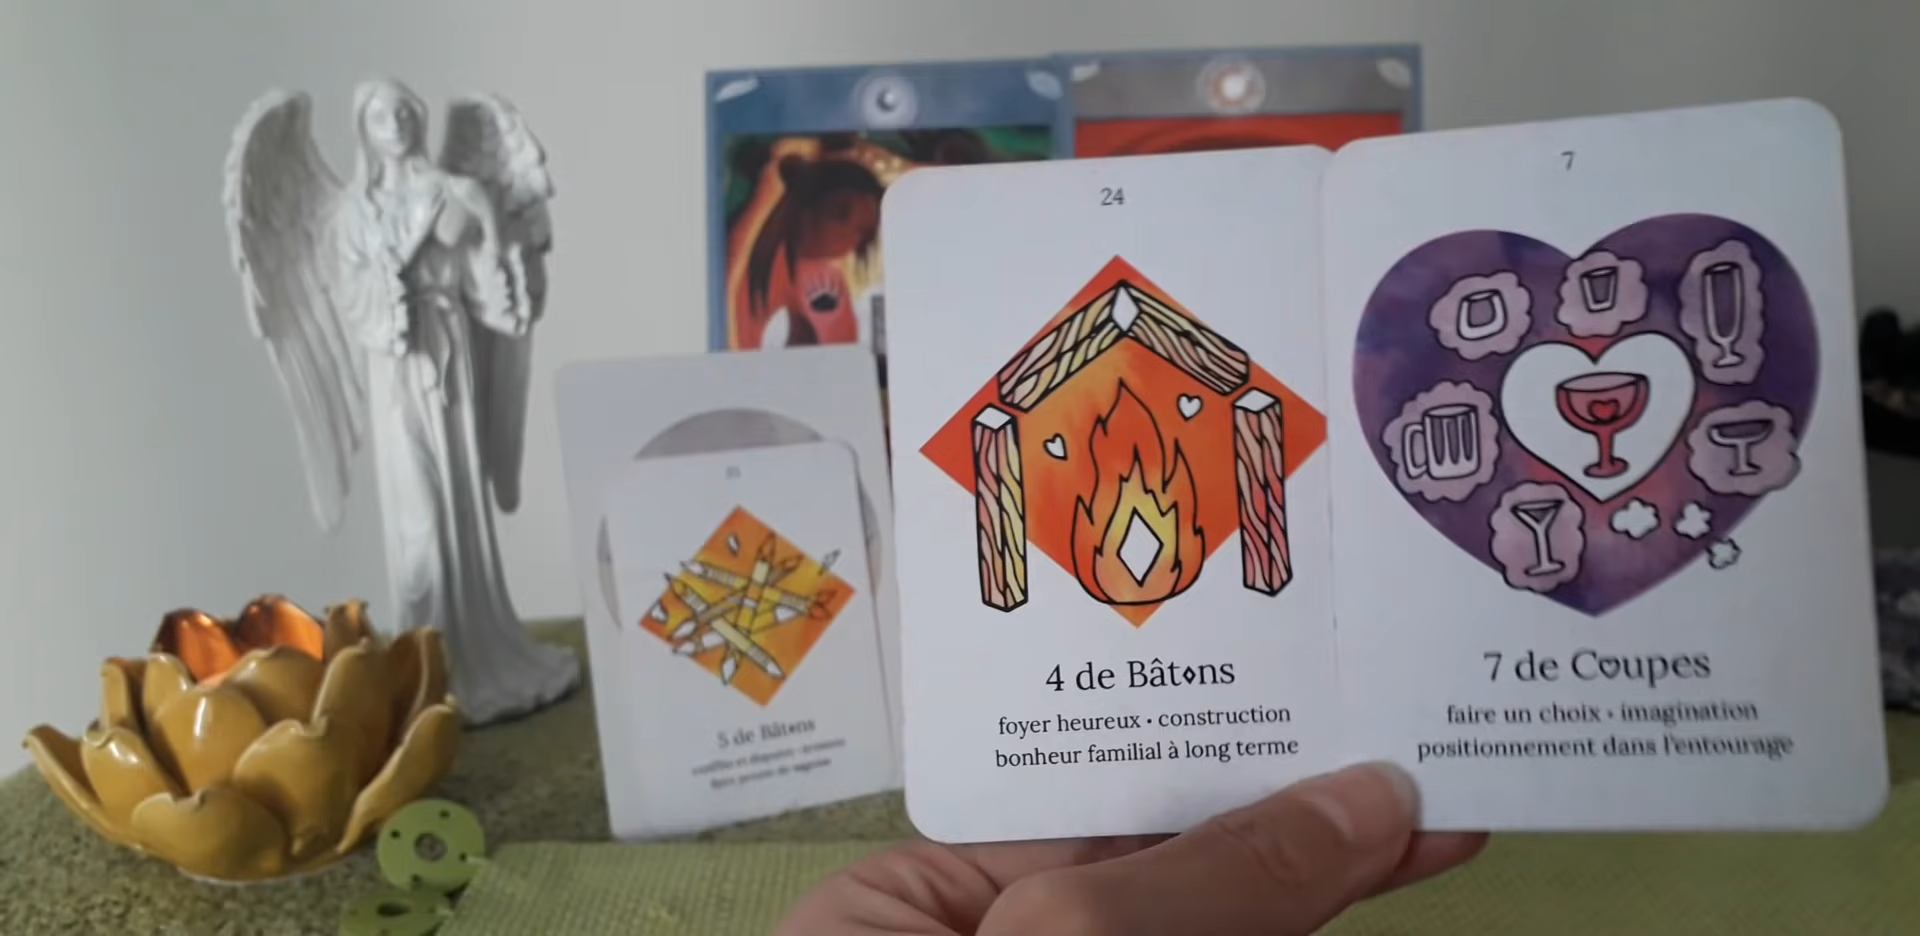 24
4 de Bâtons
foyer heureux • construction
bonheur familial à long terme
7
7 de Coupes
faire un choix • imagination
positionnement dans l'entourage
5 de Bâtons